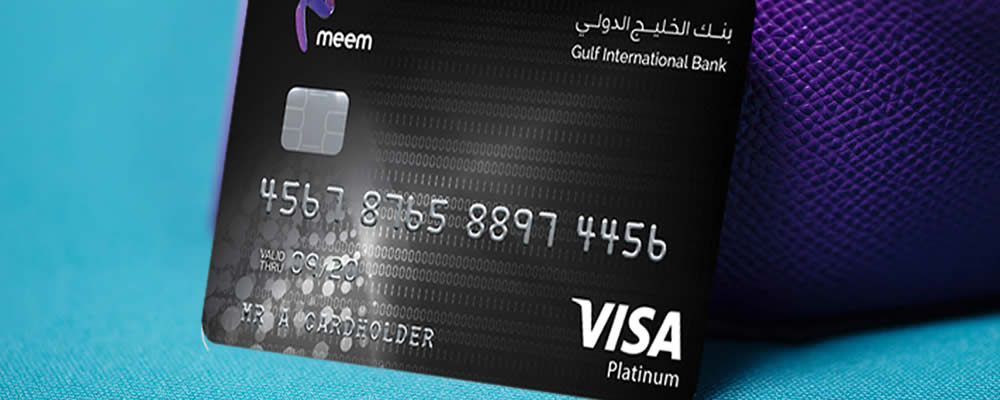 meem
بنك الخليج الدولي
Gulf International Bank
4567 8765 8897 4456
VALID
THRU 09/20
MR A CARDHOLDER
VISA
Platinum